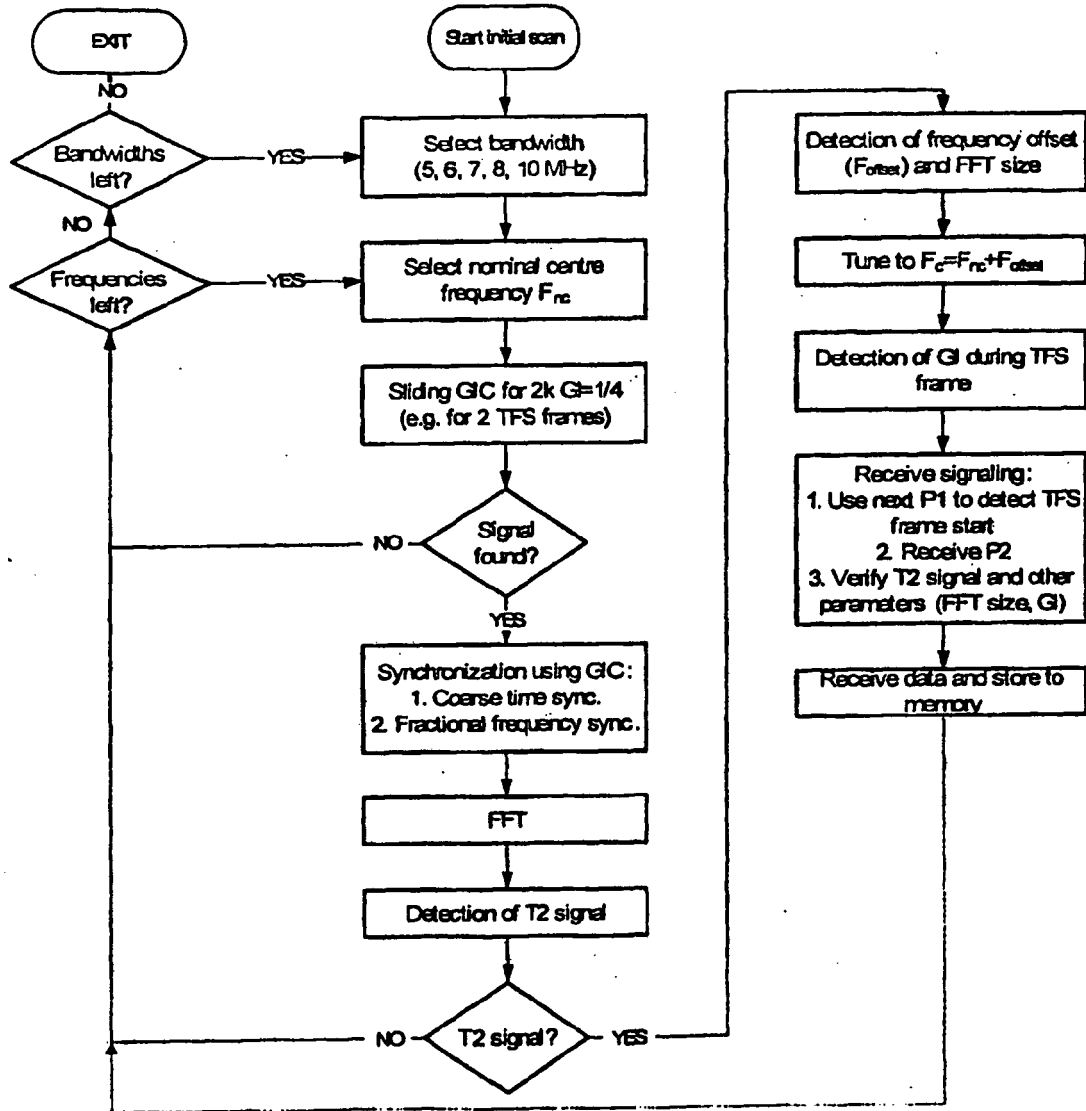 EXIT
Start initial scan
NO
Bandwidths
left?
YES
Select bandwidth
(5, 6, 7, 8, 10 MHz)
NO
Frequencies
left?
YES
Select nominal centre
frequency Fnc
Sliding GIC for 2k GI=1/4
(e.g. for 2 TFS frames)
Signal
found?
NO
YES
Synchronization using GIC:
1. Coarse time sync.
2. Fractional frequency sync.
FFT
Detection of T2 signal
T2 signal?
NO
YES
Detection of frequency offset
(Foffset) and FFT size
Tune to Fc=Fnc+Foffset
Detection of GI during TFS
frame
Receive signaling:
1. Use next P1 to detect TFS
frame start
2. Receive P2
3. Verify T2 signal and other
parameters (FFT size, GI)
Receive data and store to
memory